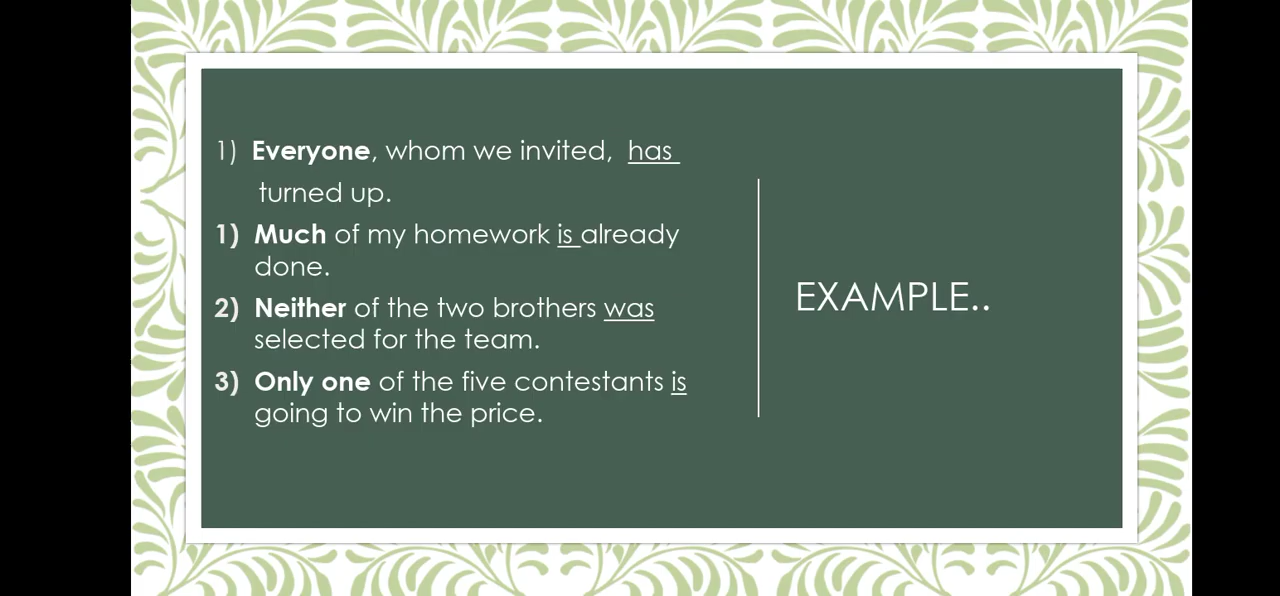 1) Everyone, whom we invited, has
turned up.
1) Much of my homework is already
done.
2) Neither of the two brothers was
selected for the team.
3) Only one of the five contestants is
going to win the price.
EXAMPLE..